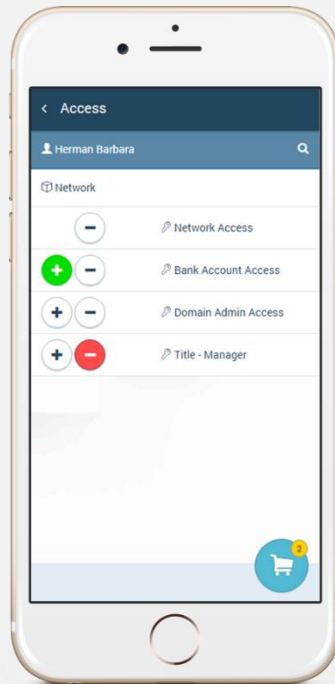 Access
Herman Barbara
Network
Network Access
Bank Account Access
Domain Admin Access
Title - Manager
2